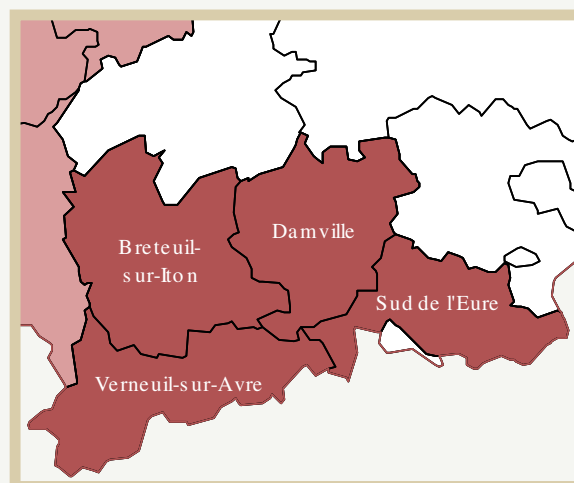 Damville
Breteuil-
sur-Iton
Sud de l'Eure
Verneuil-sur-Avre